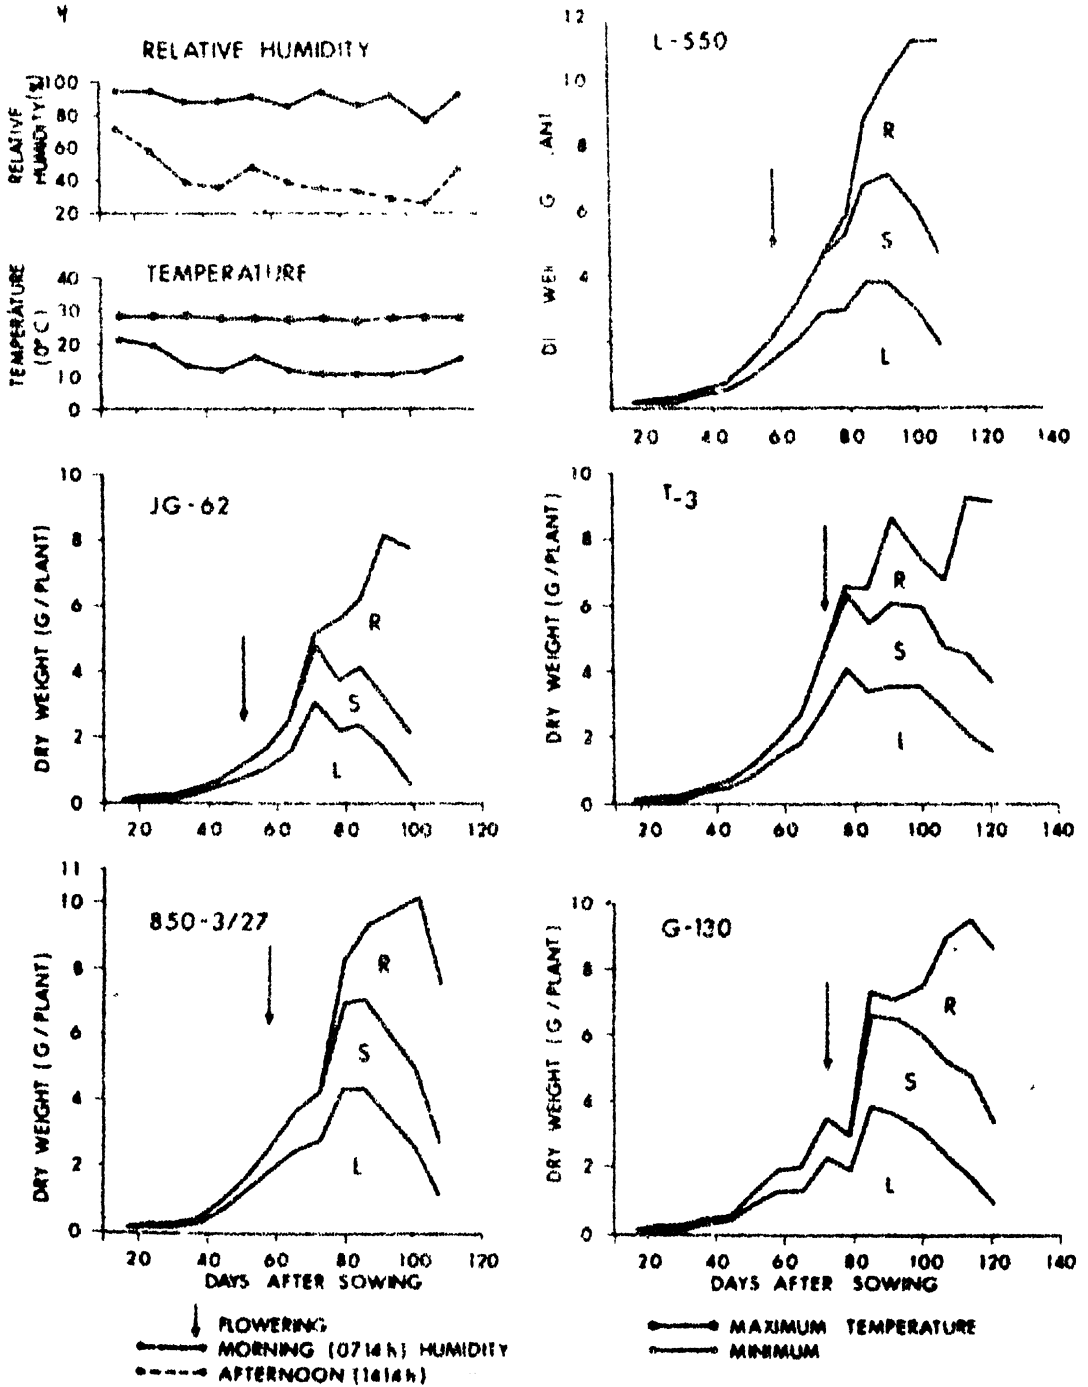 RELATIVE HUMIDITY
RELATIVE
HUMIDITY (%)
100
80
60
40
20
TEMPERATURE
TEMPERATURE
(0°C)
40
30
20
10
0
L-550
12
10
8
6
4
2
R
S
L
20 40 60 80 100 120 140
JG-62
DRY WEIGHT (G/PLANT)
10
8
6
4
2
0
R
S
L
20 40 60 80 100 120
T-3
DRY WEIGHT (G/PLANT)
10
8
6
4
2
0
R
S
20 40 60 80 100 120 140
850-3/27
DRY WEIGHT (G/PLANT)
11
10
8
6
4
2
0
R
S
L
20 40 60 80 100 120
DAYS AFTER SOWING
G-130
DRY WEIGHT (G/PLANT)
10
8
6
4
2
0
R
S
L
20 40 60 80 100 120 140
DAYS AFTER SOWING
FLOWERING
MORNING (0714h) HUMIDITY
AFTERNOON (1414h)
MAXIMUM TEMPERATURE
MINIMUM